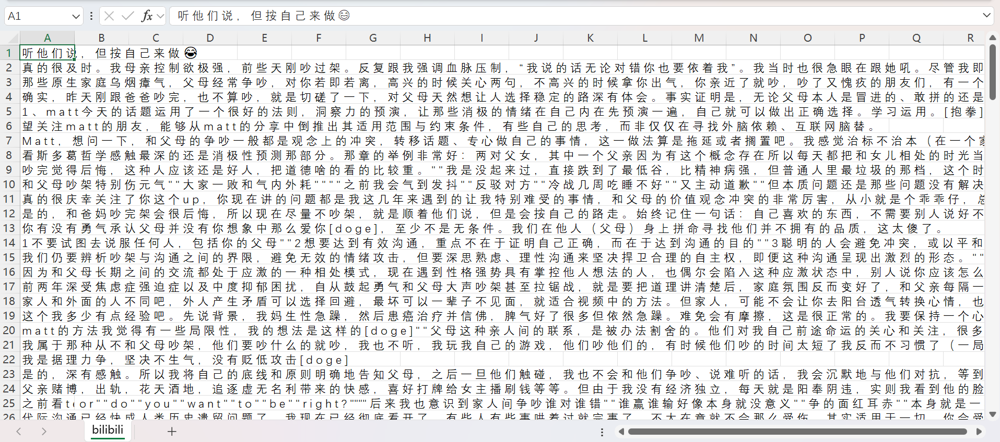 A1
fx
听他们说，但按自己来做😂
A B C D E F G H I J K L M N O P Q R
1 听他们说，但按自己来做😂
2 真的很及时。我母亲控制欲极强，前些天刚吵过架。反复跟我强调血脉压制，“我说的话无论对错你也要依着我”。我当时也很急眼在跟她吼。尽管我即
3 那些原生家庭乌烟瘴气，父母经常争吵，对你若即若离，高兴的时候关心两句，不高兴的时候拿你出气，你亲近了就吵，吵了又愧疚的朋友们，有一个
4 确实，昨天刚跟爸爸吵完，也不算吵，就是切磋了一下，对父母天然想让人选择稳定的路深有体会。事实证明是，无论父母本人是冒进的、敢拼的还是
5 1、matt今天的话题运用了一个很好的法则，洞察力的预演，让那些消极的情绪在自己内在先预演一遍，自己就可以做出正确选择。学习运用。[抱拳]
6 望关注matt的朋友，能够从matt的分享中倒推出其适用范围与约束条件，有些自己的思考，而非仅仅在寻找外脑依赖、互联网脑替。
7 Matt，想问一下，和父母的争吵一般都是观念上的冲突，转移话题、专心做自己的事情，这一做法算是拖延或者搁置吧。我感觉治标不治本（在一个家
8 看斯多葛哲学感触最深的还是消极性预测那部分。那章的举例非常好：两对父女，其中一个父亲因为有这个概念存在所以每天都把和女儿相处的时光当
9 吵完觉得后悔，这种人应该还是好人，把道德啥的看的比较重。""我是没起来过，直接跌到了最低谷，比精神病强，但普通人里最垃圾的那档，这个时
10 和父母吵架特别伤元气""大家一败和气内外耗""""之前我会气到发抖""反驳对方""冷战几周吃睡不好""又主动道歉""但本质问题还是那些问题没有解决
11 真的很庆幸关注了你这个up，你现在讲的问题都是我这几年来遇到的让我特别难受的事情，和父母的价值观念冲突的非常厉害，从小就是个乖乖仔，总
12 是的，和爸妈吵完架会很后悔，所以现在尽量不吵架，就是顺着他们说，但是会按自己的路走。始终记住一句话：自己喜欢的东西，不需要别人说好不
13 你有没有勇气承认父母并没有你想象中那么爱你[doge]，至少不是无条件。我们在他人（父母）身上拼命寻找他们并不拥有的品质，这太傻了。
14 1不要试图去说服任何人，包括你的父母""2想要达到有效沟通，重点不在于证明自己正确，而在于达到沟通的目的""3聪明的人会避免冲突，或以平和
15 我们仍要辨析吵架与沟通之间的界限，避免无效的情绪攻击，但要深思熟虑、理性沟通来坚决捍卫合理的自主权，即便这种沟通呈现出激烈的形态。""
16 因为和父母长期之间的交流都处于应激的一种相处模式，现在遇到性格强势具有掌控他人想法的人，也偶尔会陷入这种应激状态中，别人说你应该怎么
17 前两年深受焦虑症强迫症以及中度抑郁困扰，自从鼓起勇气和父母大声吵架甚至拉锯战，就是要把道理讲清楚后，家庭氛围反而变好了，和父亲每隔一
18 家人和外面的人不同吧，外人产生矛盾可以选择回避，最坏可以一辈子不见面，就适合视频中的方法。但家人，可能不会让你去阳台透气转换心情，也
19 这个我多少有点经验吧。先说背景，我妈生性急躁，然后患癌治疗并信佛，脾气好了很多但依然急躁。难免会有摩擦，这是很正常的。我要保持一个心
20 matt的方法我觉得有一些局限性，我的想法是这样的[doge]""父母这种亲人间的联系，是被办法割舍的。他们对我自己前途命运的关心和关注，很多
21 我属于那种从不和父母吵架，他们要吵什么的就吵，我也不听，我玩我自己的游戏，他们吵他们的，有时候他们吵的时间太短了我反而不习惯了（一局
22 我是据理力争，坚决不生气，没有贬低攻击[doge]
23 是的，深有感触。所以我将自己的底线和原则明确地告知父母，之后一旦他们触碰，我也不会和他们争吵、说难听的话，我会沉默地与他们对抗，等到
24 父亲赌博，出轨，花天酒地，追逐虚无名利带来的快感，喜好打牌给女主播刷钱等等。但由于我没有经济独立，每天就是阳奉阴违，实则我看到他的脸
25 之前看t or""do""you""want""to""be""right?""""后来我也意识到家人间争吵谁对谁错""谁赢谁输好像本身就没意义""争的面红耳赤""本身就是一
26 代际沟通已经快成人类历史遗留问题了，我现在已经彻底看开了，有些人有些事哄着过就完事了，不太在意就不会那么受伤，其实适用于一切，你会受
bilibili